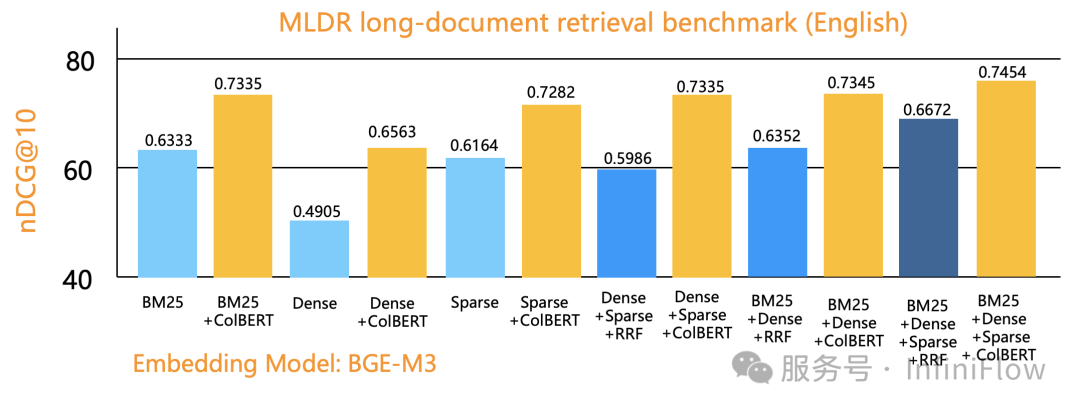 MLDR long-document retrieval benchmark (English)
nDCG@10
80
60
40
0.6333
0.7335
0.4905
0.6563
0.6164
0.7282
0.5986
0.7335
0.6352
0.7345
0.6672
0.7454
BM25
BM25
+ColBERT
Dense
Dense
+ColBERT
Sparse
Sparse
+ColBERT
Dense
+Sparse
+RRF
Dense
+Sparse
+ColBERT
BM25
+Dense
+RRF
BM25
+Dense
+ColBERT
BM25
+Dense
+Sparse
+RRF
BM25
+Dense
+Sparse
+ColBERT
Embedding Model: BGE-M3
服务号 · InfiniFlow